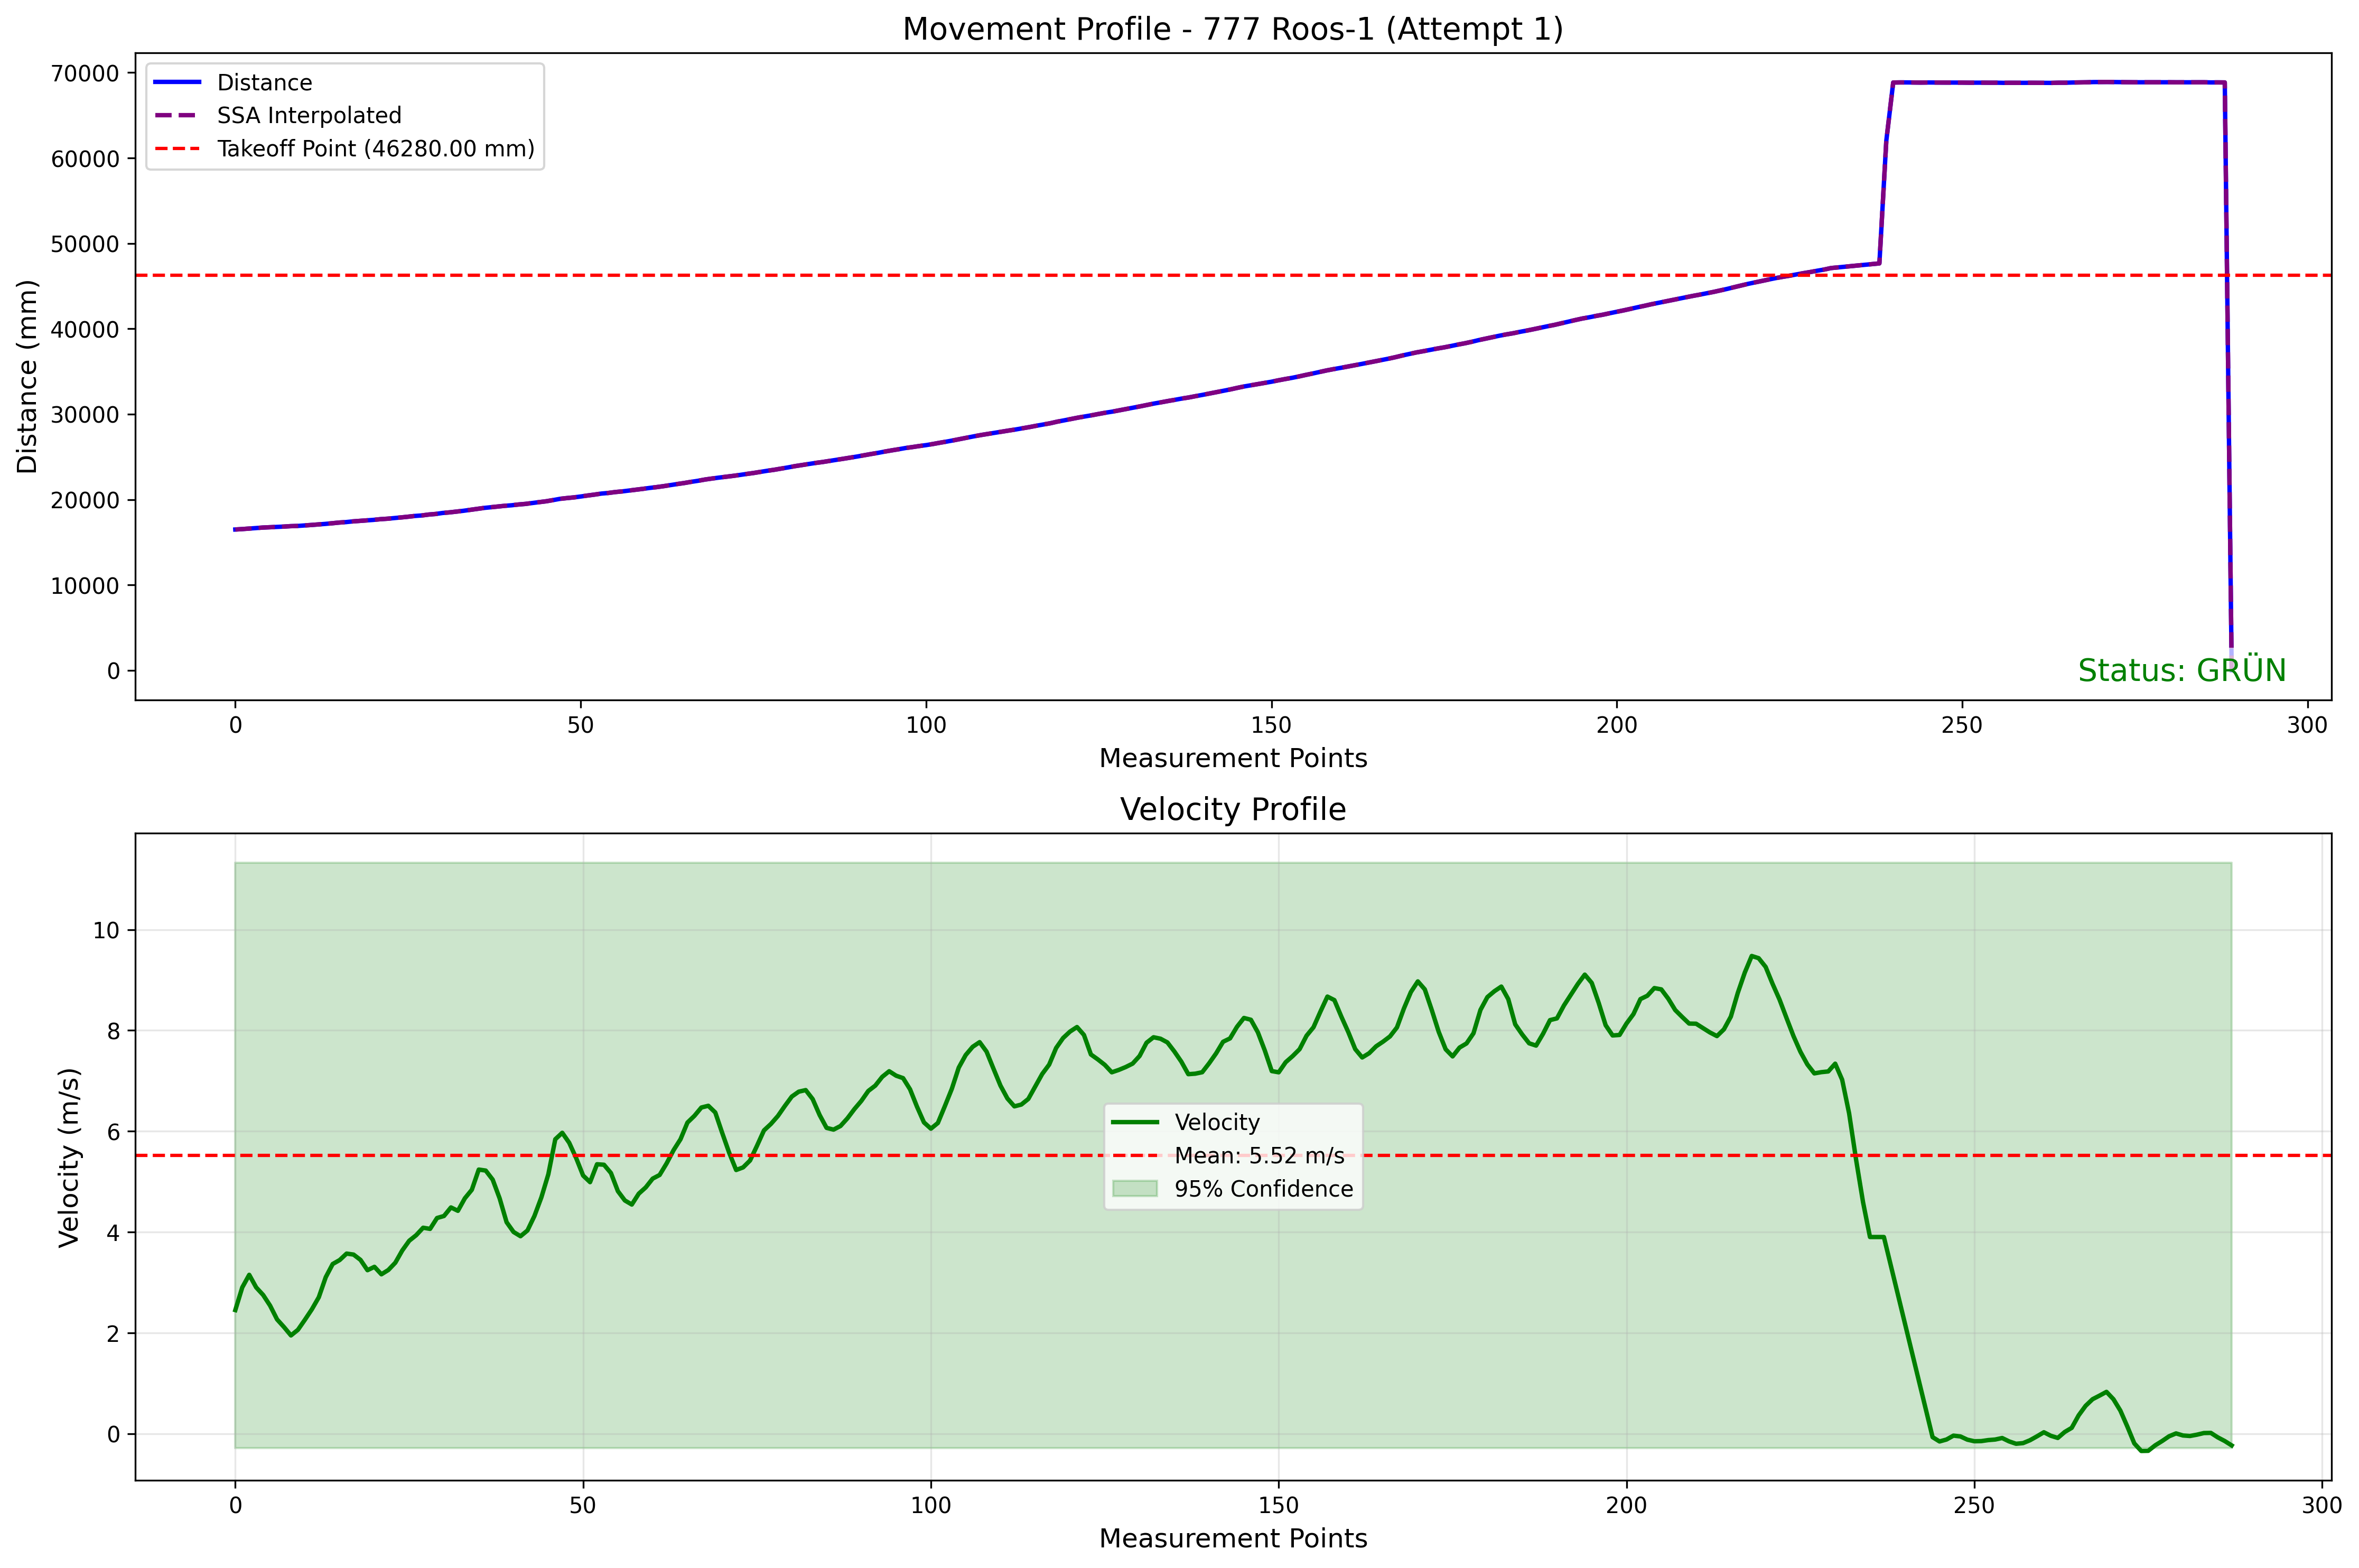 Movement Profile - 777 Roos-1 (Attempt 1)
Distance (mm)
70000
60000
50000
40000
30000
20000
10000
0
Distance
SSA Interpolated
Takeoff Point (46280.00 mm)
Status: GRÜN
0 50 100 150 200 250 300
Measurement Points
Velocity Profile
Velocity (m/s)
10
8
6
4
2
0
Velocity
Mean: 5.52 m/s
95% Confidence
0 50 100 150 200 250 300
Measurement Points